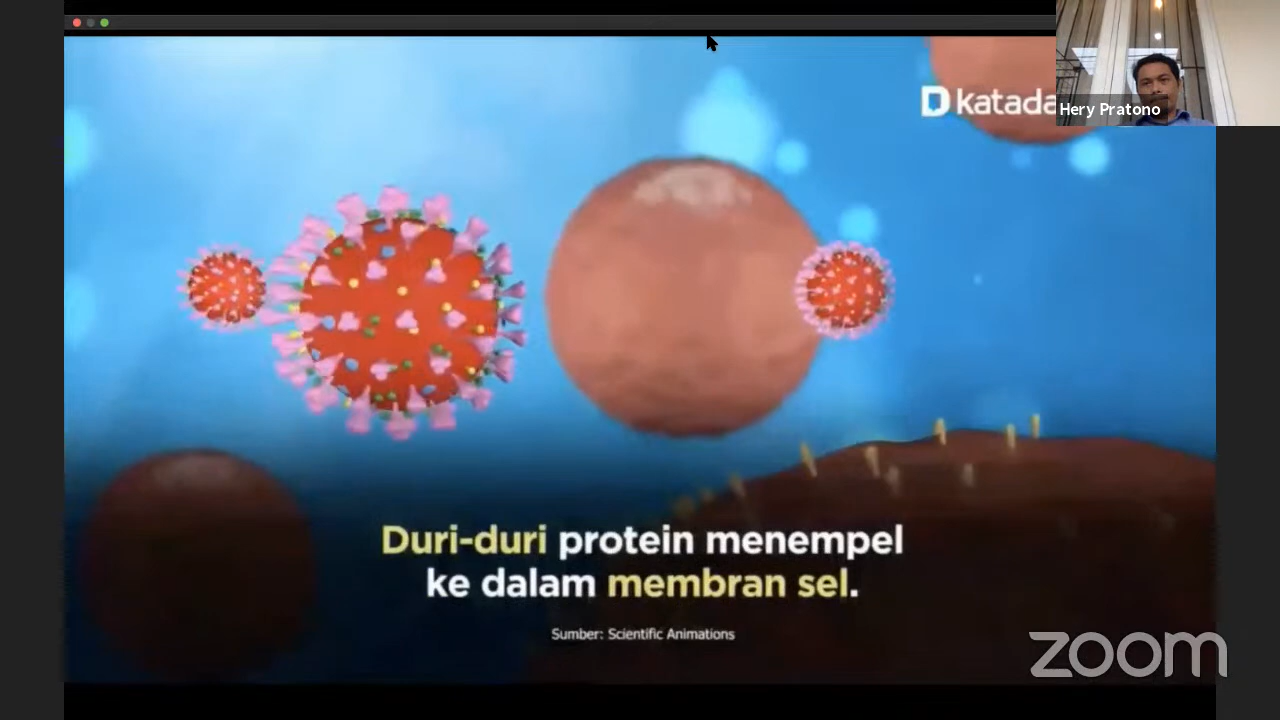 katada
Hery Pratono
Duri-duri protein menempel
ke dalam membran sel.
Sumber: Scientific Animations
zoom